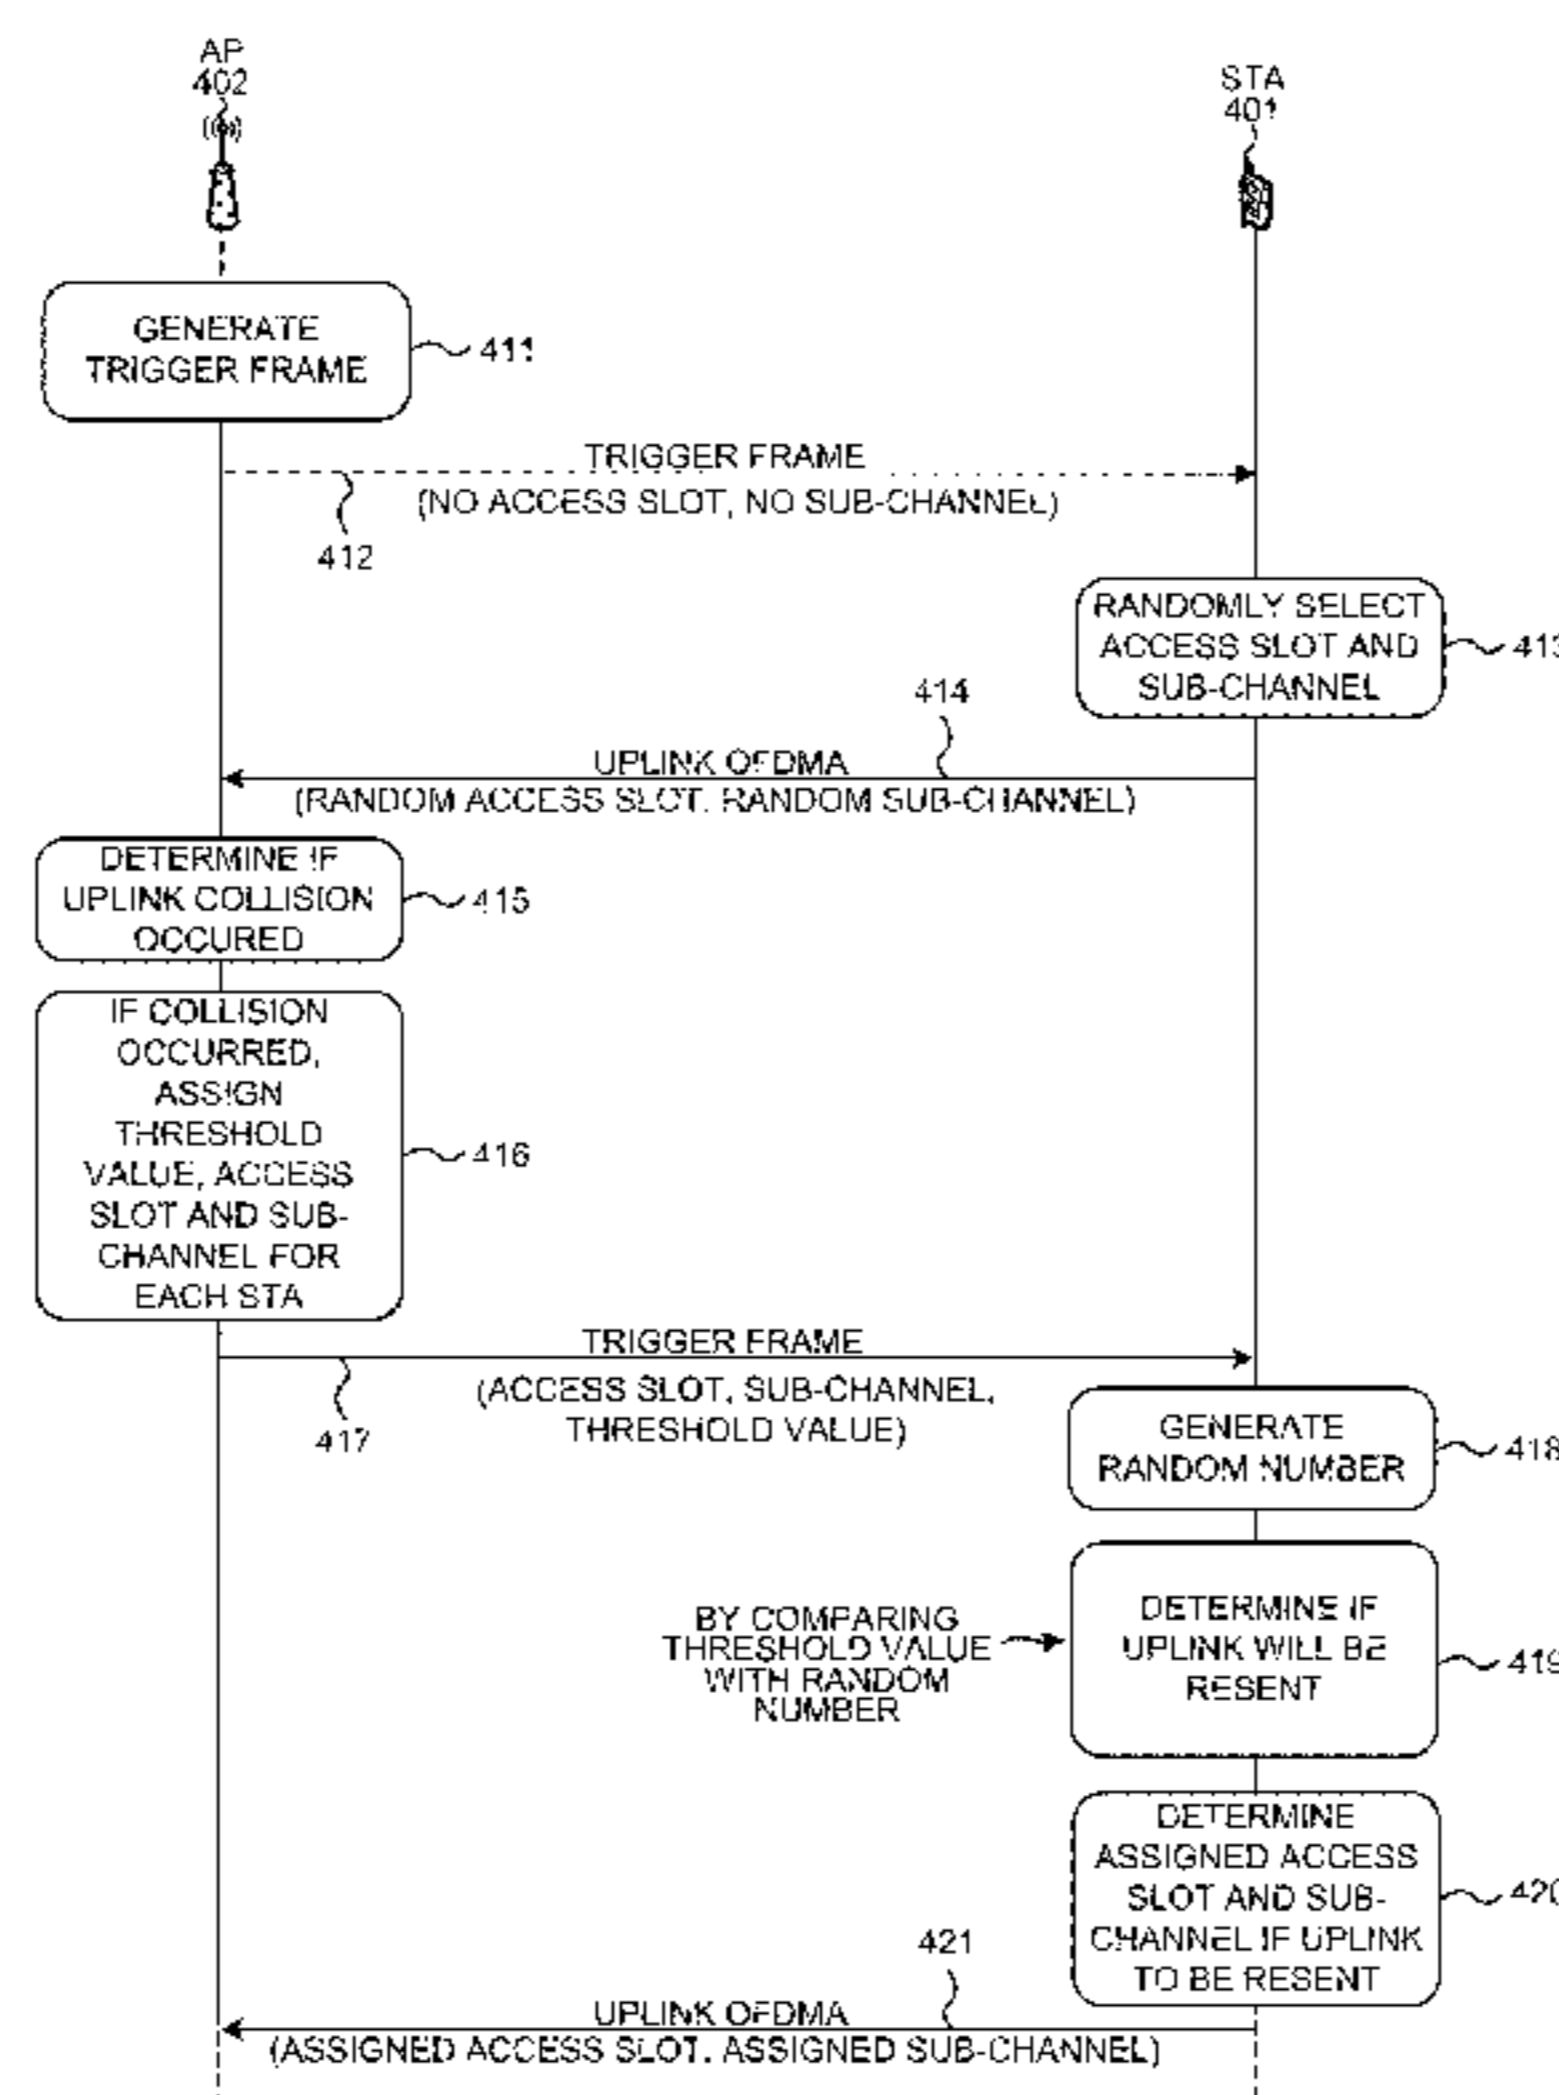 AP
402
STA
401
GENERATE
TRIGGER FRAME
411
TRIGGER FRAME
(NO ACCESS SLOT, NO SUB-CHANNEL)
412
RANDOMLY SELECT
ACCESS SLOT AND
SUB-CHANNEL
413
414
UPLINK OFDMA
(RANDOM ACCESS SLOT, RANDOM SUB-CHANNEL)
DETERMINE IF
UPLINK COLLISION
OCCURED
415
IF COLLISION
OCCURRED,
ASSIGN
THRESHOLD
VALUE, ACCESS
SLOT AND SUB-
CHANNEL FOR
EACH STA
416
TRIGGER FRAME
(ACCESS SLOT, SUB-CHANNEL,
THRESHOLD VALUE)
417
GENERATE
RANDOM NUMBER
418
BY COMPARING
THRESHOLD VALUE
WITH RANDOM
NUMBER
DETERMINE IF
UPLINK WILL BE
RESENT
419
DETERMINE
ASSIGNED ACCESS
SLOT AND SUB-
CHANNEL IF UPLINK
TO BE RESENT
420
421
UPLINK OFDMA
(ASSIGNED ACCESS SLOT, ASSIGNED SUB-CHANNEL)